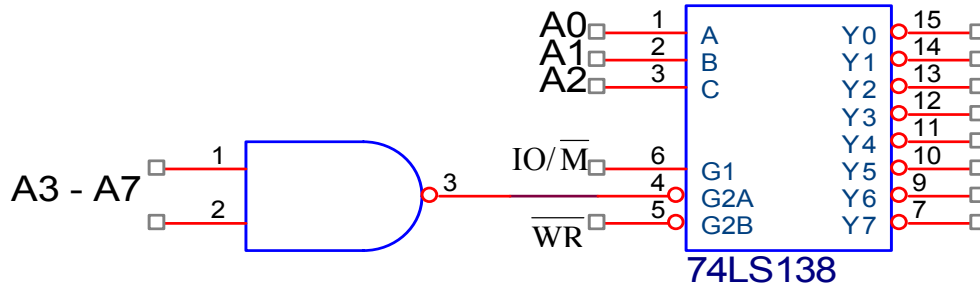 A0 1 A Y0 15
A1 2 B Y1 14
A2 3 C Y2 13
Y3 12
Y4 11
IO/M̅ 6 G1 Y5 10
A3 - A7 1 3 4 G2A Y6 9
2 W̅R̅ 5 G2B Y7 7
74LS138